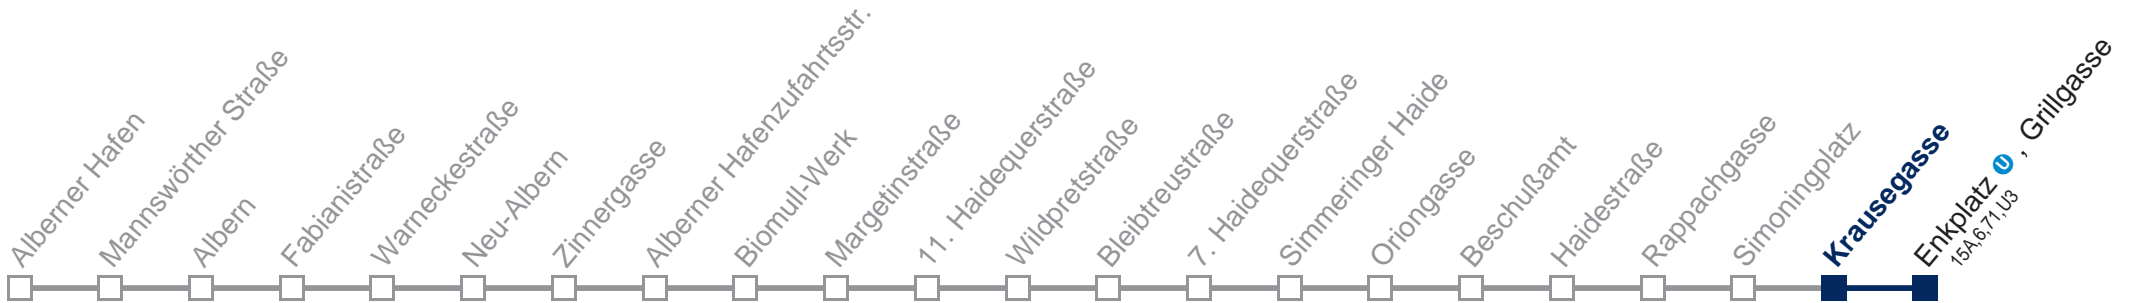 Alberner Hafen
Mannswörther Straße
Albern
Fabianistraße
Warneckestraße
Neu-Albern
Zinnergasse
Alberner Hafenzufahrtsstr.
Biomull-Werk
Margetinstraße
11. Haidequerstraße
Wildpretstraße
Bleibtreustraße
7. Haidequerstraße
Simmeringer Haide
Oriongasse
Beschußamt
Haidestraße
Rappachgasse
Simoningplatz
Krausegasse
Enkplatz U , Grillgasse
15A,6,71,U3